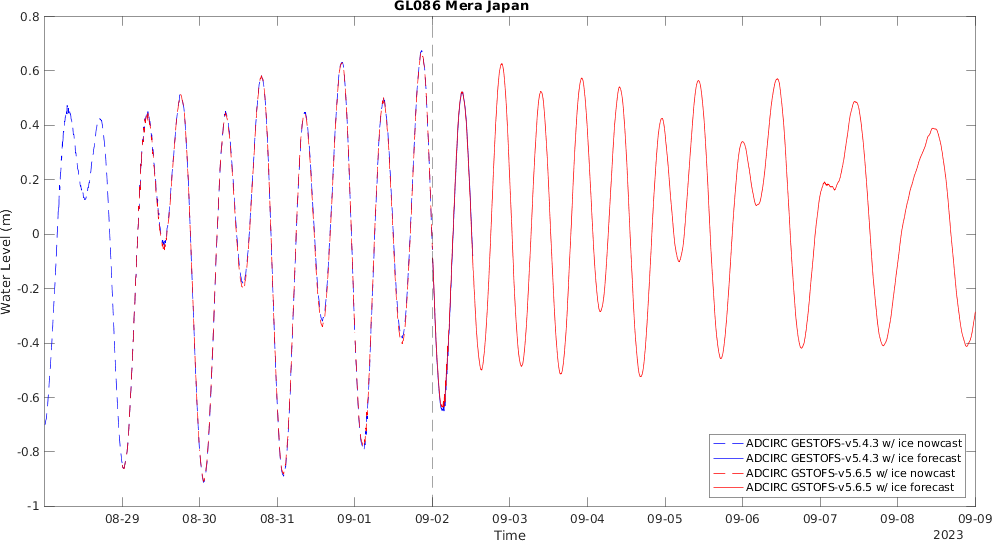 GL086 Mera Japan
Water Level (m)
0.8
0.6
0.4
0.2
0
-0.2
-0.4
-0.6
-0.8
-1
ADCIRC GESTOFS-v5.4.3 w/ ice nowcast
ADCIRC GESTOFS-v5.4.3 w/ ice forecast
ADCIRC GSTOFS-v5.6.5 w/ ice nowcast
ADCIRC GSTOFS-v5.6.5 w/ ice forecast
08-29 08-30 08-31 09-01 09-02 09-03 09-04 09-05 09-06 09-07 09-08 09-09
Time
2023